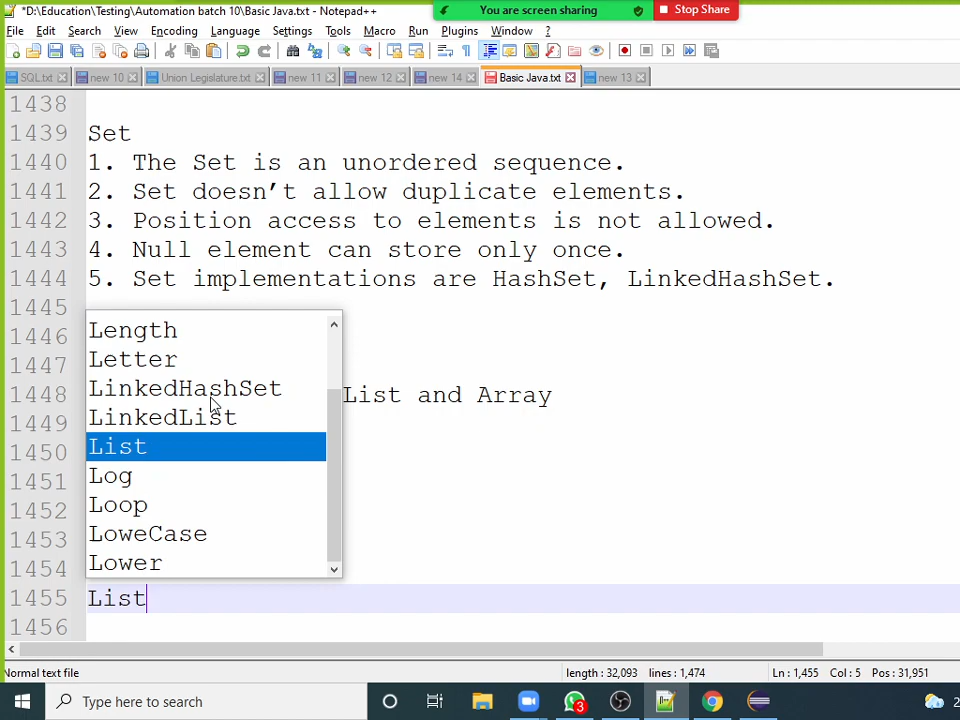 *D:\Education\Testing\Automation batch 10\Basic Java.txt - Notepad++
You are screen sharing
Stop Share
File Edit Search View Encoding Language Settings Tools Macro Run Plugins Window ?
SQL.txt new 10 Union Legislature.txt new 11 new 12 new 14 Basic Java.txt new 13
1438
1439 Set
1440 1. The Set is an unordered sequence.
1441 2. Set doesn’t allow duplicate elements.
1442 3. Position access to elements is not allowed.
1443 4. Null element can store only once.
1444 5. Set implementations are HashSet, LinkedHashSet.
1445
1446
1447
1448 List and Array
1449
1450
1451
1452
1453
1454
1455 List
1456
Length
Letter
LinkedHashSet
LinkedList
List
Log
Loop
LoweCase
Lower
Normal text file length : 32,093 lines : 1,474 Ln : 1,455 Col : 5 Pos : 31,951
Type here to search
3
2